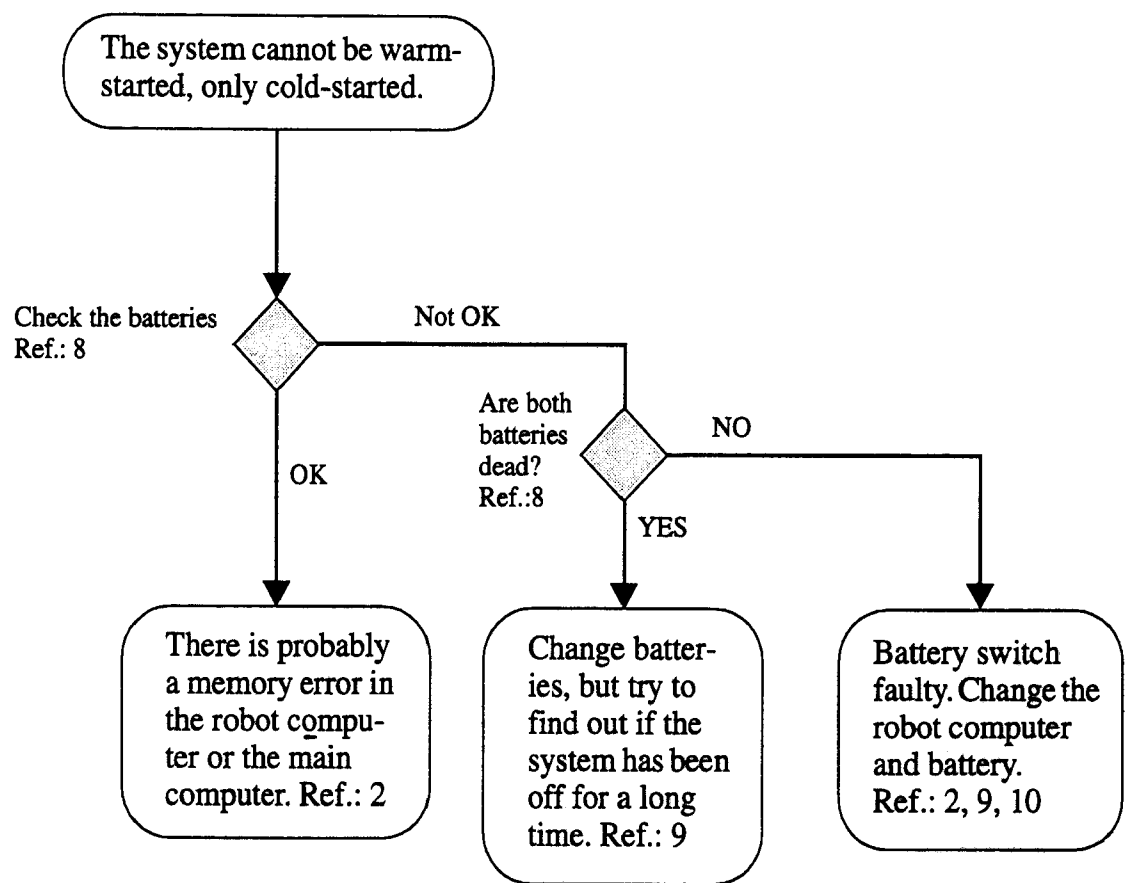 The system cannot be warm-
started, only cold-started.
Check the batteries
Ref.: 8
Not OK
OK
Are both
batteries
dead?
Ref.:8
NO
YES
There is probably
a memory error in
the robot compu-
ter or the main
computer. Ref.: 2
Change batter-
ies, but try to
find out if the
system has been
off for a long
time. Ref.: 9
Battery switch
faulty. Change the
robot computer
and battery.
Ref.: 2, 9, 10